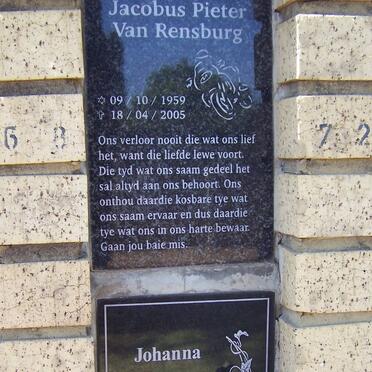 Jacobus Pieter
Van Rensburg
✡ 09 / 10 / 1959
✝ 18 / 04 / 2005
Ons verloor nooit die wat ons lief
het, want die liefde lewe voort.
Die tyd wat ons saam gedeel het
sal altyd aan ons behoort. Ons
onthou daardie kosbare tye wat
ons saam ervaar en dus daardie
tye wat ons in ons harte bewaar.
Gaan jou baie mis.
68
72
Johanna